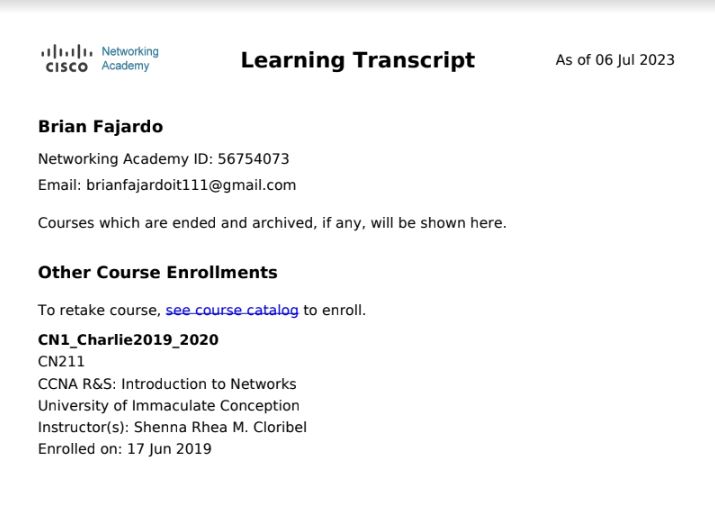 CISCO
Networking
Academy
Learning Transcript
As of 06 Jul 2023
Brian Fajardo
Networking Academy ID: 56754073
Email: brianfajardoit111@gmail.com
Courses which are ended and archived, if any, will be shown here.
Other Course Enrollments
To retake course, see course catalog to enroll.
CN1_Charlie2019_2020
CN211
CCNA R&S: Introduction to Networks
University of Immaculate Conception
Instructor(s): Shenna Rhea M. Cloribel
Enrolled on: 17 Jun 2019